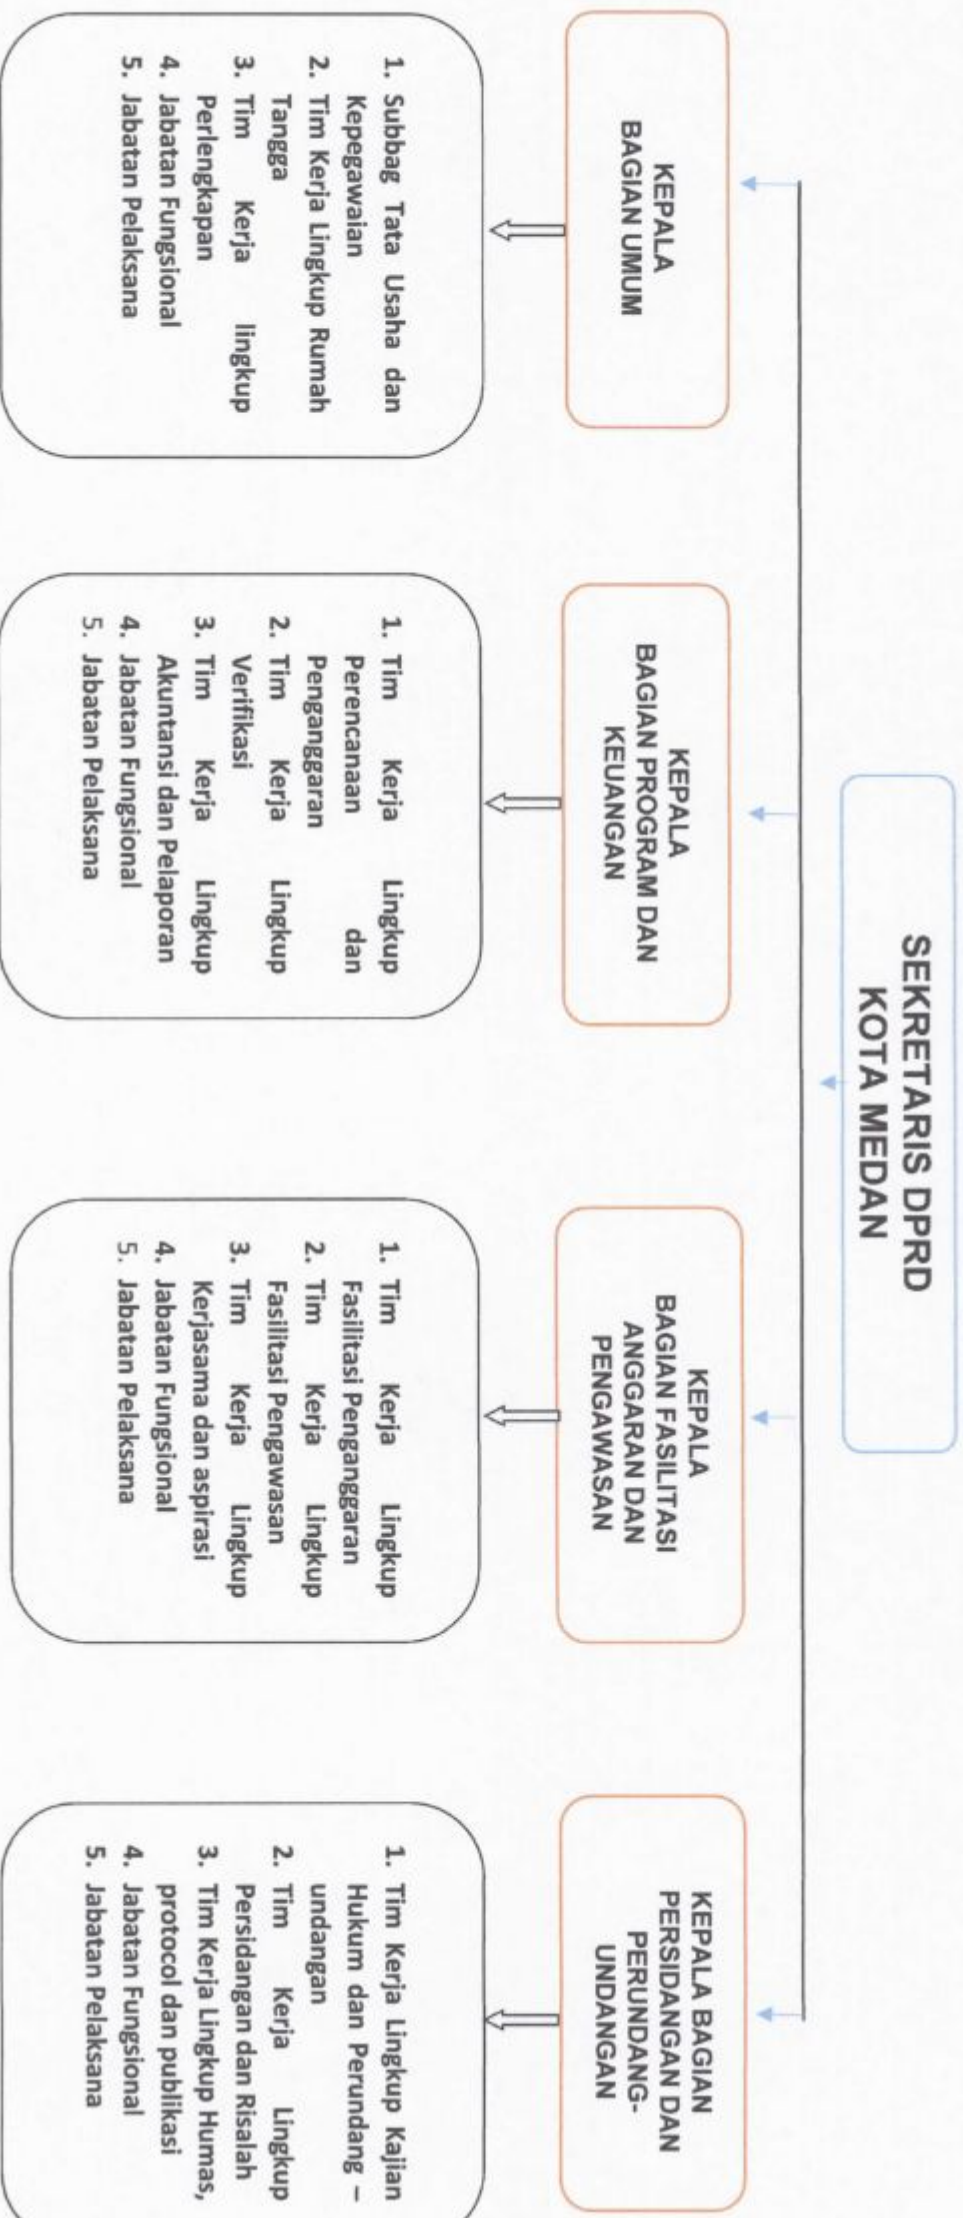 SEKRETARIS DPRD
KOTA MEDAN
KEPALA
BAGIAN UMUM
1. Subbag Tata Usaha dan
Kepegawaian
2. Tim Kerja Lingkup Rumah
Tangga
3. Tim Kerja lingkup
Perlengkapan
4. Jabatan Fungsional
5. Jabatan Pelaksana
KEPALA
BAGIAN PROGRAM DAN
KEUANGAN
1. Tim Kerja Lingkup
Perencanaan dan
Penganggaran
2. Tim Kerja Lingkup
Verifikasi
3. Tim Kerja Lingkup
Akuntansi dan Pelaporan
4. Jabatan Fungsional
5. Jabatan Pelaksana
KEPALA
BAGIAN FASILITASI
ANGGARAN DAN
PENGAWASAN
1. Tim Kerja Lingkup
Fasilitasi Penganggaran
2. Tim Kerja Lingkup
Fasilitasi Pengawasan
3. Tim Kerja Lingkup
Kerjasama dan aspirasi
4. Jabatan Fungsional
5. Jabatan Pelaksana
KEPALA BAGIAN
PERSIDANGAN DAN
PERUNDANG-
UNDANGAN
1. Tim Kerja Lingkup Kajian
Hukum dan Perundang –
undangan
2. Tim Kerja Lingkup
Persidangan dan Risalah
3. Tim Kerja Lingkup Humas,
protocol dan publikasi
4. Jabatan Fungsional
5. Jabatan Pelaksana